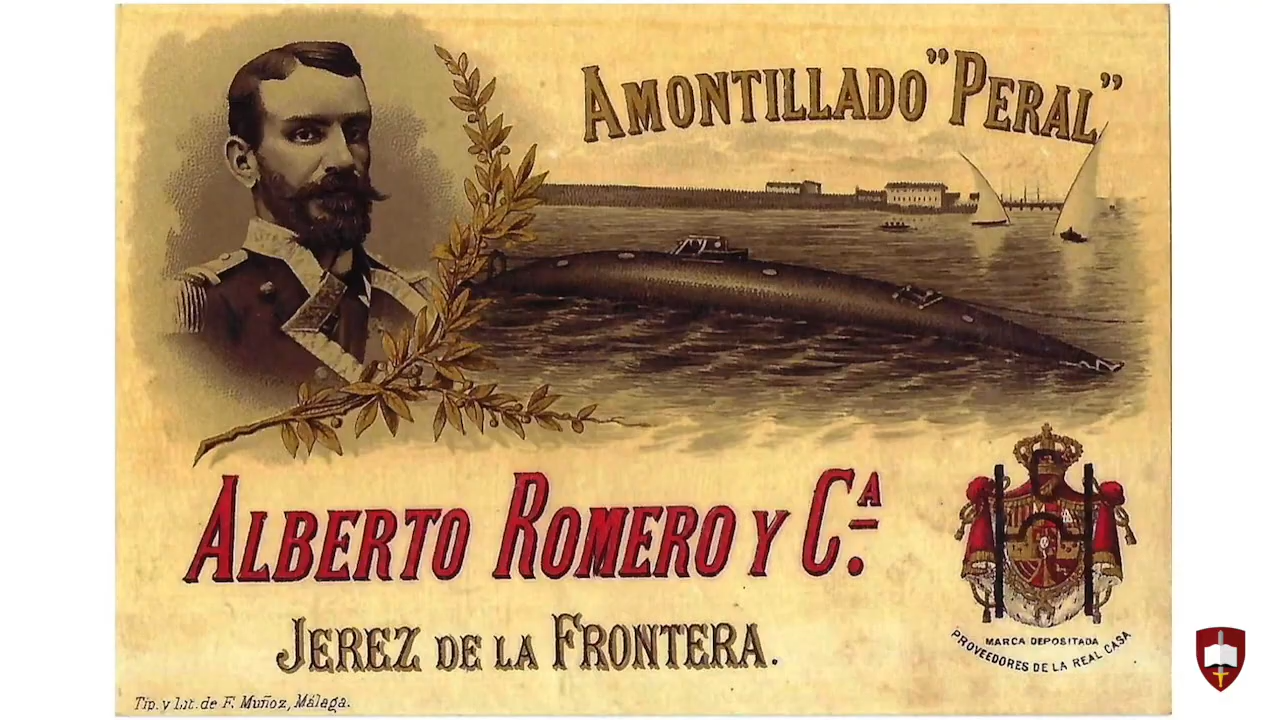 AMONTILLADO "PERAL"
ALBERTO ROMERO Y C.A
JEREZ DE LA FRONTERA.
MARCA DEPOSITADA
PROVEEDORES DE LA REAL CASA
Tip. y Lit. de F. Muñoz, Málaga.